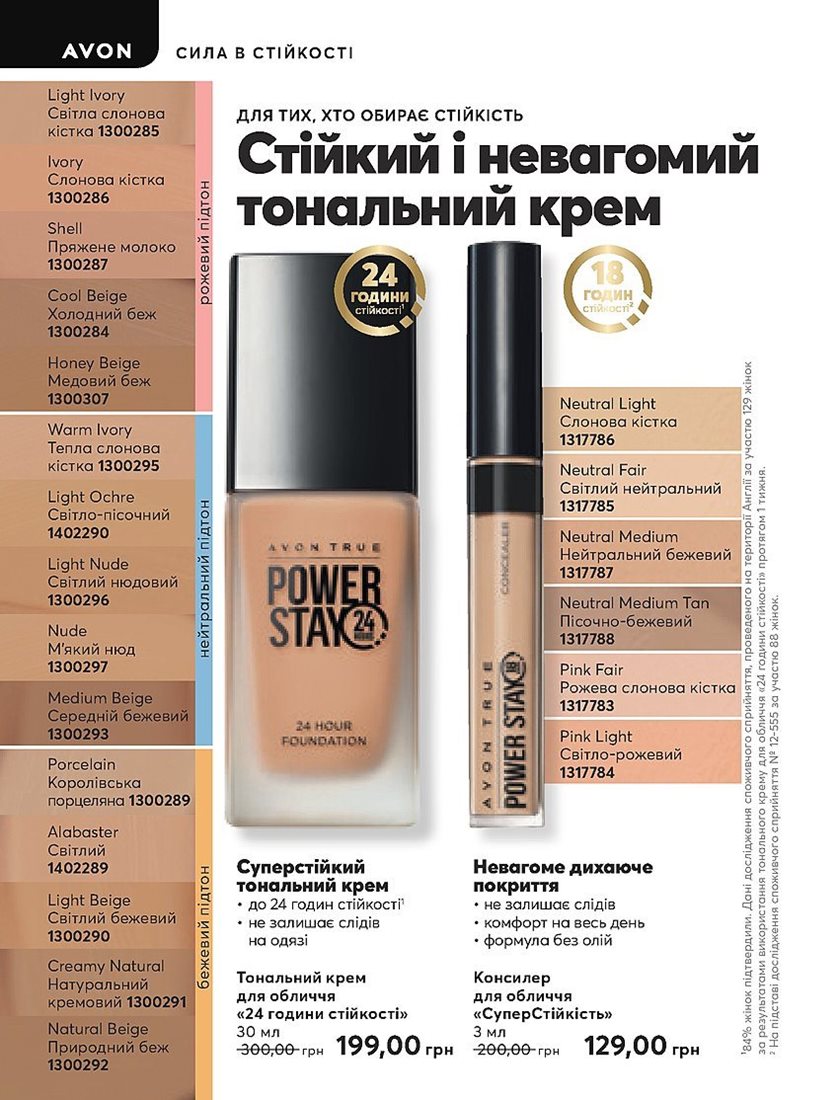 AVON
СИЛА В СТІЙКОСТІ
Light Ivory
Світла слонова
кістка 1300285
Ivory
Слонова кістка
1300286
Shell
Пряжене молоко
1300287
Cool Beige
Холодний беж
1300284
Honey Beige
Медовий беж
1300307
рожевий підтон
Warm Ivory
Тепла слонова
кістка 1300295
Light Ochre
Світло-пісочний
1402290
Light Nude
Світлий нюдовий
1300296
Nude
М'який нюд
1300297
Medium Beige
Середній бежевий
1300293
нейтральний підтон
Porcelain
Королівська
порцеляна 1300289
Alabaster
Світлий
1402289
Light Beige
Світлий бежевий
1300290
Creamy Natural
Натуральний
кремовий 1300291
Natural Beige
Природний беж
1300292
бежевий підтон
ДЛЯ ТИХ, ХТО ОБИРАЄ СТІЙКІСТЬ
Стійкий і невагомий
тональний крем
24
ГОДИНИ
СТІЙКОСТІ¹
18
ГОДИН
СТІЙКОСТІ²
AVON TRUE
POWER
STAY 24
HOURS
24 HOUR
FOUNDATION
CONCEALER
AVON TRUE
POWER STAY 18
Neutral Light
Слонова кістка
1317786
Neutral Fair
Світлий нейтральний
1317785
Neutral Medium
Нейтральний бежевий
1317787
Neutral Medium Tan
Пісочно-бежевий
1317788
Pink Fair
Рожева слонова кістка
1317783
Pink Light
Світло-рожевий
1317784
Суперстійкий
тональний крем
• до 24 годин стійкості¹
• не залишає слідів
на одязі
Тональний крем
для обличчя
«24 години стійкості»
30 мл
300,00 грн 199,00 грн
Невагоме дихаюче
покриття
• не залишає слідів
• комфорт на весь день
• формула без олій
Консилер
для обличчя
«СуперСтійкість»
3 мл
200,00 грн 129,00 грн
¹84% жінок підтвердили. Дані дослідження споживчого сприйняття, проведеного на території Англії за участю 129 жінок
за результатами використання тонального крему для обличчя «24 години стійкості» протягом 1 тижня.
² На підставі дослідження споживчого сприйняття № 12-555 за участю 88 жінок.